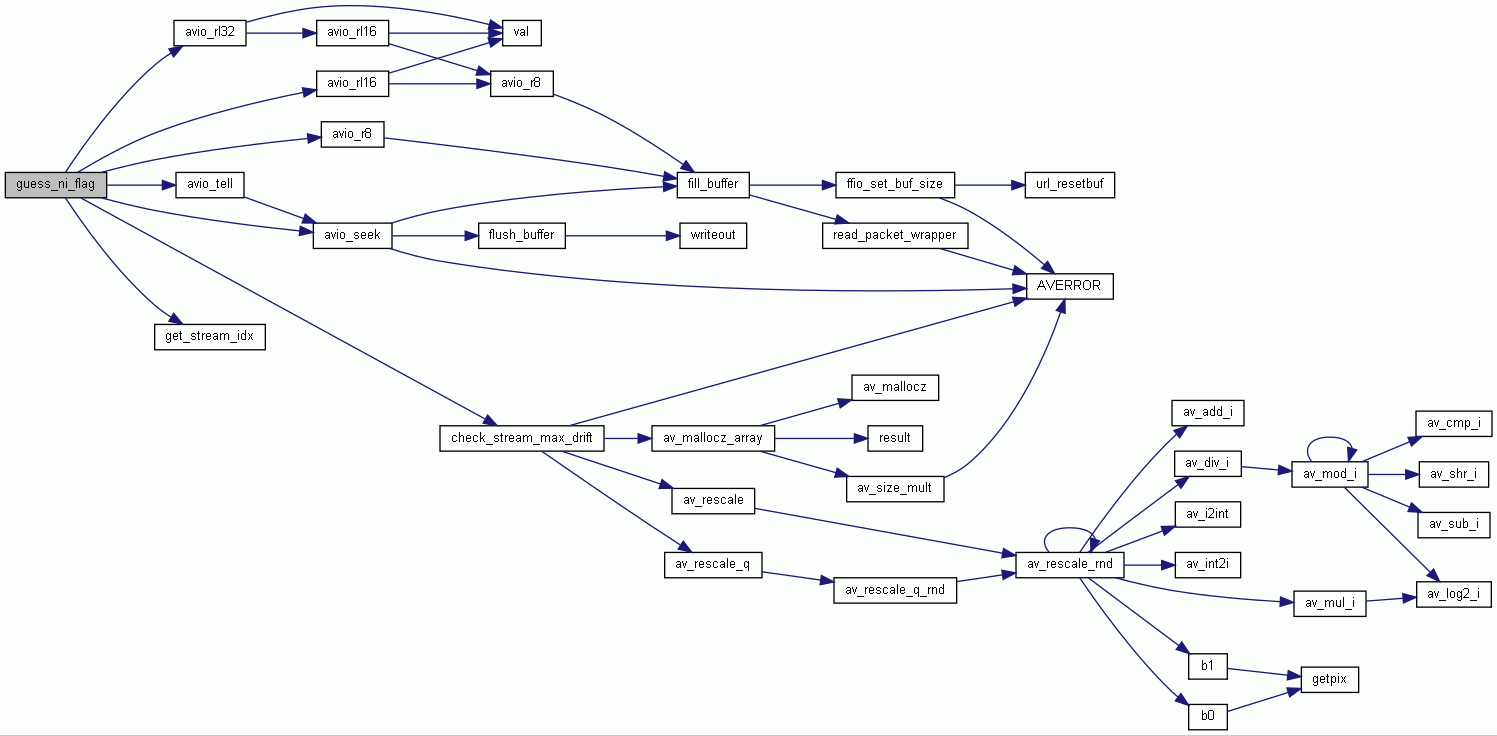 avio_rl32
avio_rl16
val
avio_rl16
avio_r8
avio_r8
guess_ni_flag
avio_tell
fill_buffer
ffio_set_buf_size
url_resetbuf
avio_seek
flush_buffer
writeout
read_packet_wrapper
AVERROR
get_stream_idx
av_mallocz
check_stream_max_drift
av_mallocz_array
result
av_add_i
av_cmp_i
av_size_mult
av_div_i
av_mod_i
av_shr_i
av_rescale
av_i2int
av_sub_i
av_rescale_q
av_rescale_rnd
av_int2i
av_rescale_q_rnd
av_mul_i
av_log2_i
b1
getpix
b0